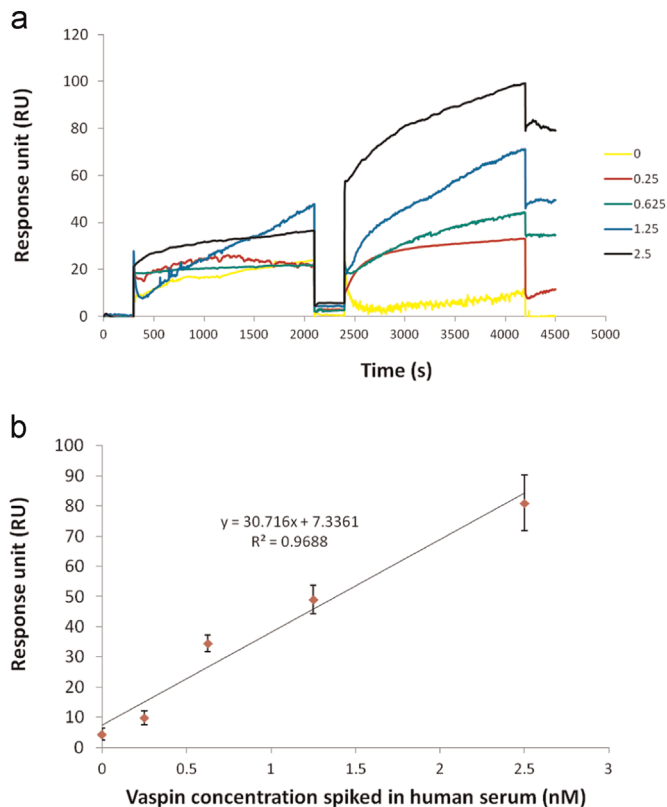 a
Response unit (RU)
120
100
80
60
40
20
0
0 500 1000 1500 2000 2500 3000 3500 4000 4500 5000
Time (s)
0
0.25
0.625
1.25
2.5
b
Response unit (RU)
100
90
80
70
60
50
40
30
20
10
0
y = 30.716x + 7.3361
R² = 0.9688
0 0.5 1 1.5 2 2.5 3
Vaspin concentration spiked in human serum (nM)